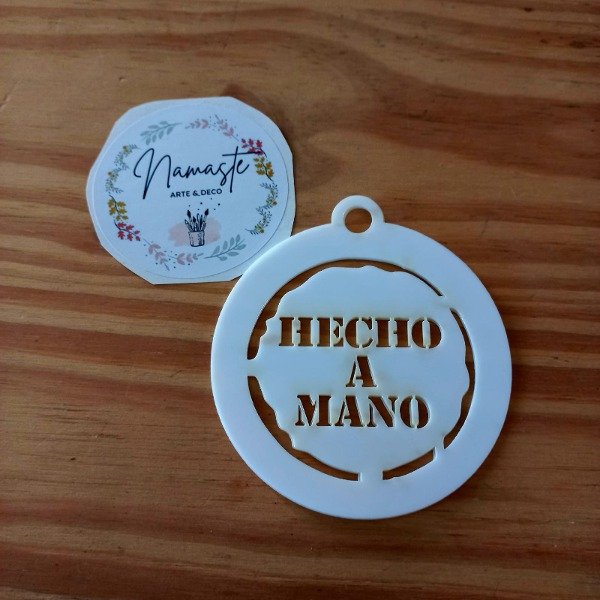 Namaste
ARTE & DECO
HECHO
A
MANO